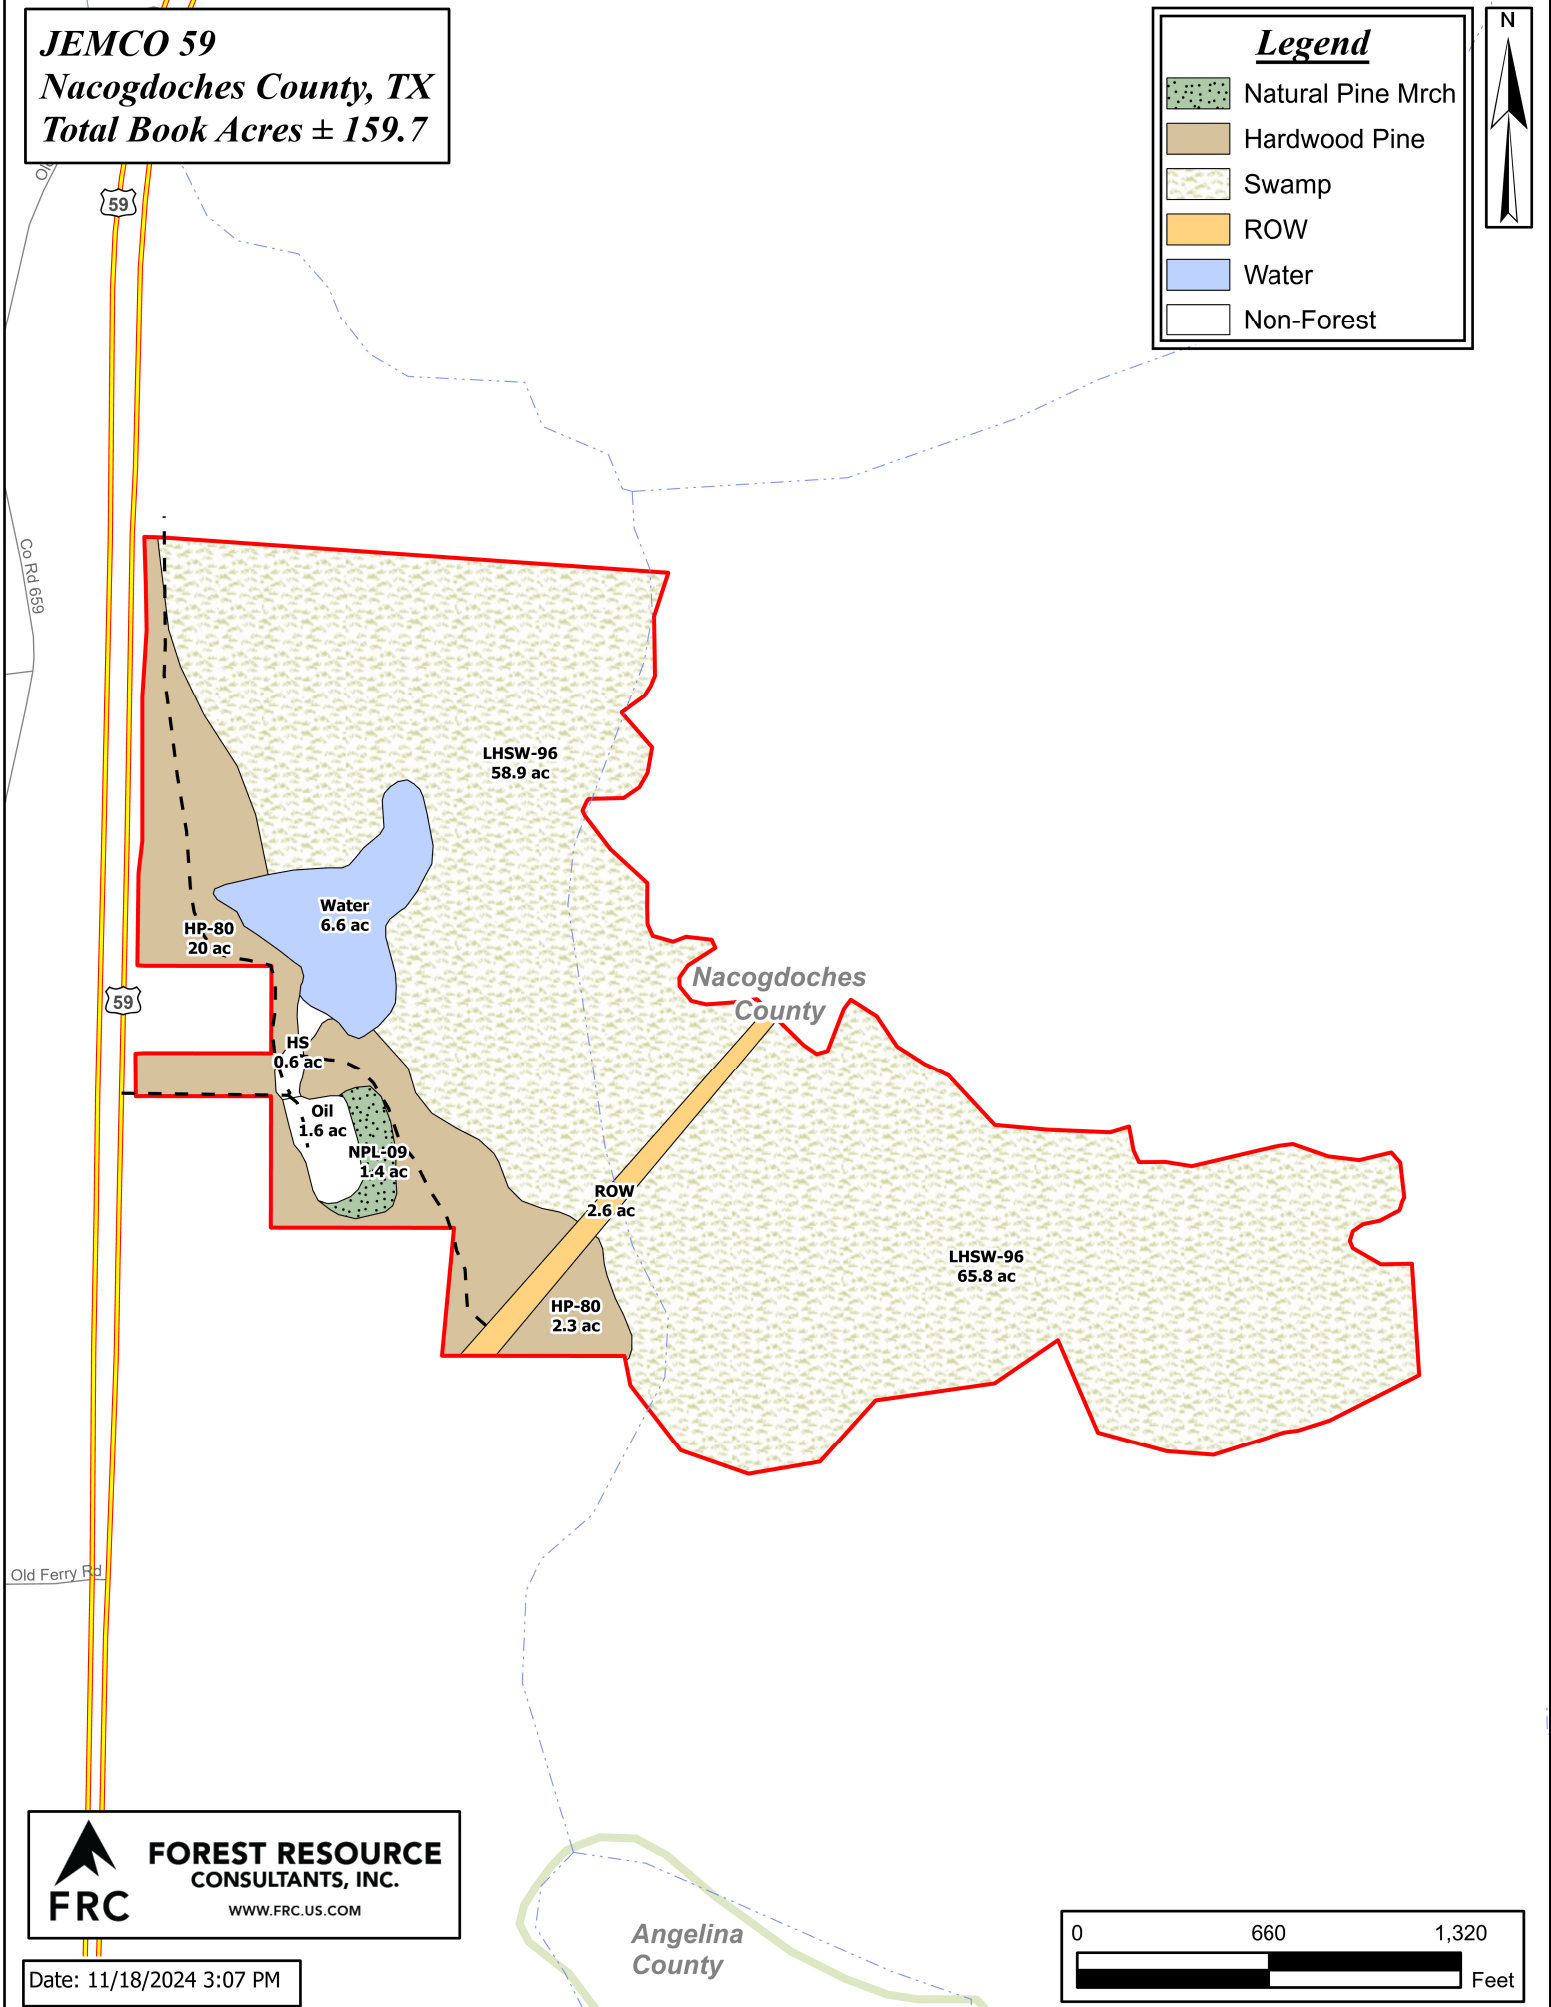 JEMCO 59
Nacogdoches County, TX
Total Book Acres ± 159.7
Legend
Natural Pine Mrch
Hardwood Pine
Swamp
ROW
Water
Non-Forest
N
59
Co Rd 659
LHSW-96
58.9 ac
Water
6.6 ac
HP-80
20 ac
Nacogdoches
County
59
HS
0.6 ac
Oil
1.6 ac
NPL-09
1.4 ac
ROW
2.6 ac
LHSW-96
65.8 ac
HP-80
2.3 ac
Old Ferry Rd
FRC
FOREST RESOURCE
CONSULTANTS, INC.
WWW.FRC.US.COM
Angelina
County
0 660 1,320
Feet
Date: 11/18/2024 3:07 PM